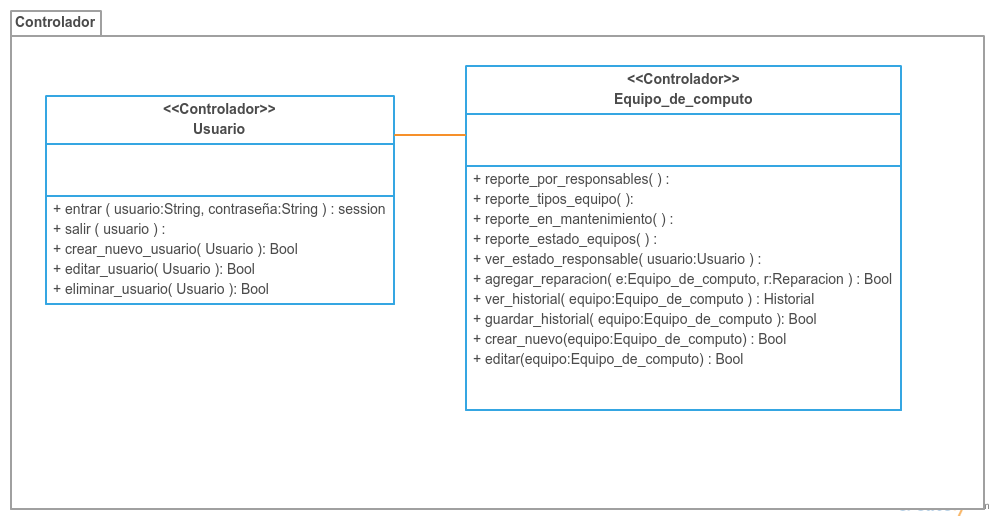 Controlador
<<Controlador>>
Usuario
+ entrar ( usuario:String, contraseña:String ) : session
+ salir ( usuario ) :
+ crear_nuevo_usuario( Usuario ): Bool
+ editar_usuario( Usuario ): Bool
+ eliminar_usuario( Usuario ): Bool
<<Controlador>>
Equipo_de_computo
+ reporte_por_responsables( ) :
+ reporte_tipos_equipo( ):
+ reporte_en_mantenimiento( ) :
+ reporte_estado_equipos( ) :
+ ver_estado_responsable( usuario:Usuario ) :
+ agregar_reparacion( e:Equipo_de_computo, r:Reparacion ) : Bool
+ ver_historial( equipo:Equipo_de_computo ) : Historial
+ guardar_historial( equipo:Equipo_de_computo ): Bool
+ crear_nuevo(equipo:Equipo_de_computo) : Bool
+ editar(equipo:Equipo_de_computo) : Bool